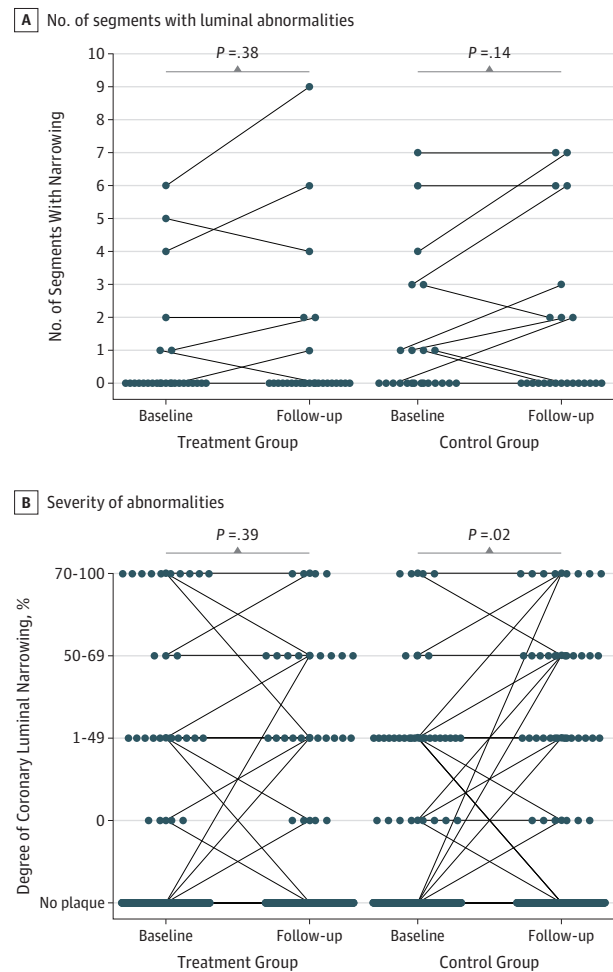 A No. of segments with luminal abnormalities
P =.38 P =.14
No. of Segments With Narrowing
10
9
8
7
6
5
4
3
2
1
0
Baseline Follow-up Baseline Follow-up
Treatment Group Control Group
B Severity of abnormalities
P =.39 P =.02
Degree of Coronary Luminal Narrowing, %
70-100
50-69
1-49
0
No plaque
Baseline Follow-up Baseline Follow-up
Treatment Group Control Group